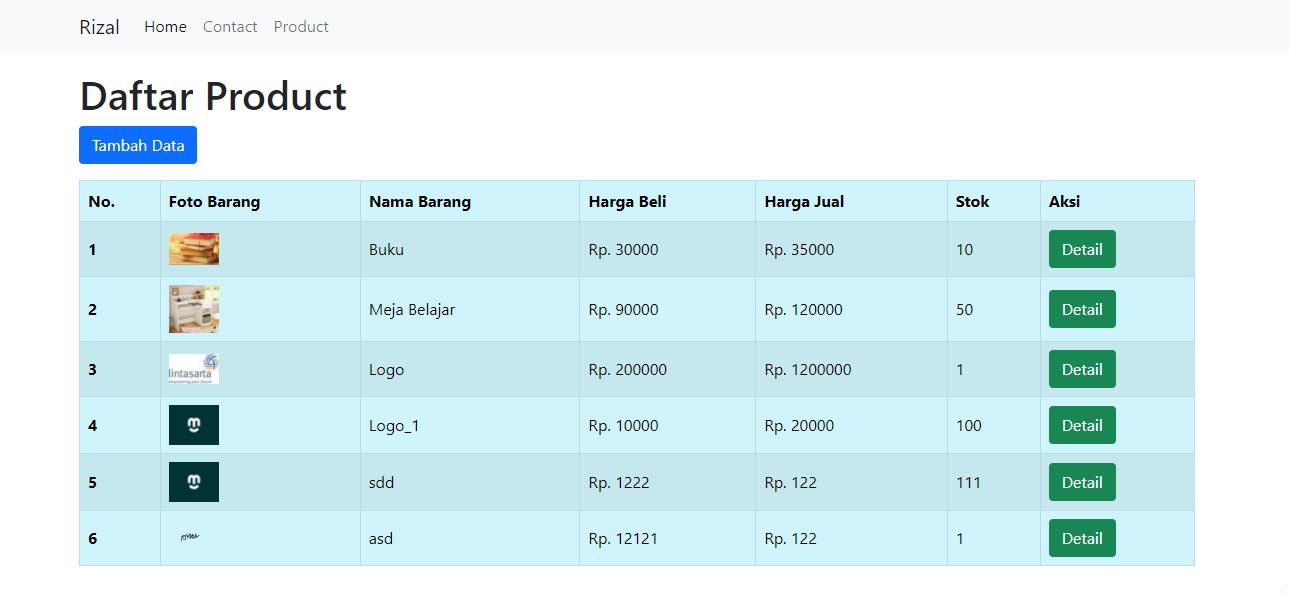 Rizal Home Contact Product
Daftar Product
Tambah Data
No. Foto Barang Nama Barang Harga Beli Harga Jual Stok Aksi
1 Buku Rp. 30000 Rp. 35000 10 Detail
2 Meja Belajar Rp. 90000 Rp. 120000 50 Detail
3 lintasarta Logo Rp. 200000 Rp. 1200000 1 Detail
4 Logo_1 Rp. 10000 Rp. 20000 100 Detail
5 sdd Rp. 1222 Rp. 122 111 Detail
6 asd Rp. 12121 Rp. 122 1 Detail